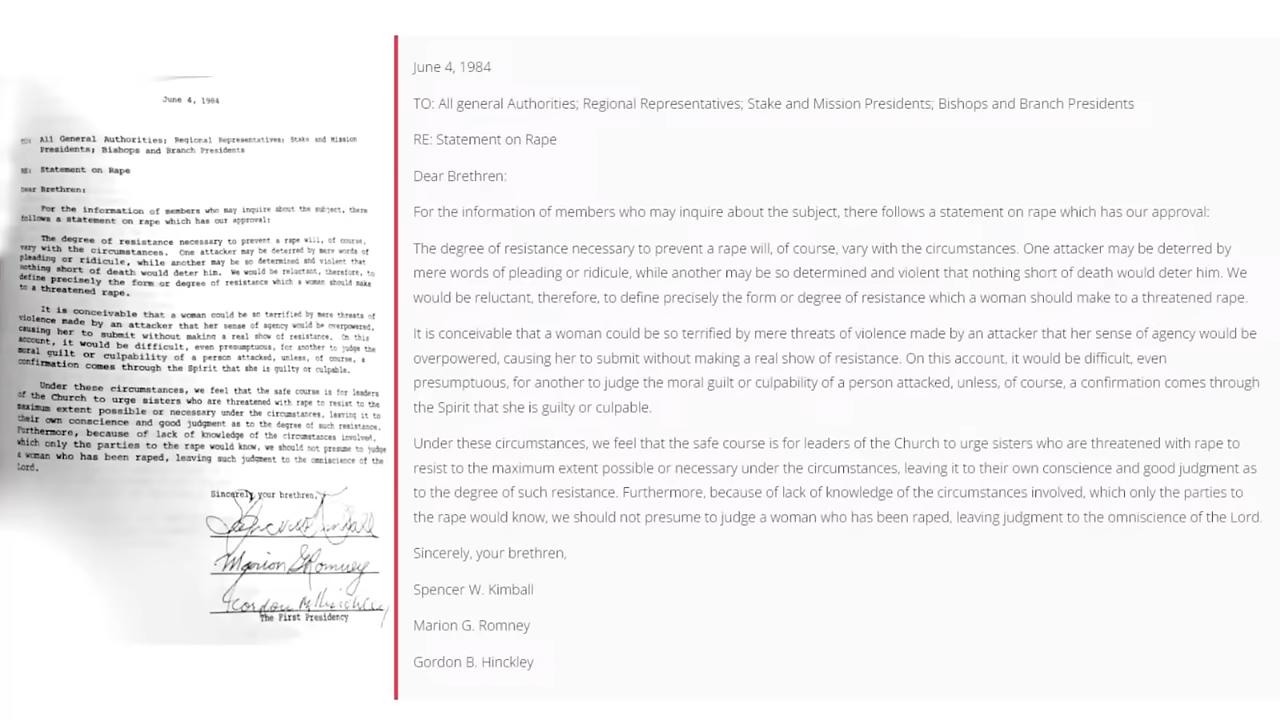 June 4, 1984
TO: All General Authorities; Regional Representatives; Stake and Mission
Presidents; Bishops and Branch Presidents
RE: Statement on Rape
Dear Brethren:
For the information of members who may inquire about the subject, there
follows a statement on rape which has our approval:
The degree of resistance necessary to prevent a rape will, of course,
vary with the circumstances. One attacker may be deterred by mere words of
pleading or ridicule, while another may be so determined and violent that
nothing short of death would deter him. We would be reluctant, therefore, to
define precisely the form or degree of resistance which a woman should make
to a threatened rape.
It is conceivable that a woman could be so terrified by mere threats of
violence made by an attacker that her sense of agency would be overpowered,
causing her to submit without making a real show of resistance. On this
account, it would be difficult, even presumptuous, for another to judge the
moral guilt or culpability of a person attacked, unless, of course, a
confirmation comes through the Spirit that she is guilty or culpable.
Under these circumstances, we feel that the safe course is for leaders
of the Church to urge sisters who are threatened with rape to resist to the
maximum extent possible or necessary under the circumstances, leaving it to
their own conscience and good judgment as to the degree of such resistance.
Furthermore, because of lack of knowledge of the circumstances involved,
which only the parties to the rape would know, we should not presume to judge
a woman who has been raped, leaving such judgment to the omniscience of the
Lord.
Sincerely, your brethren,
Spencer W. Kimball
Marion G. Romney
Gordon B. Hinckley
The First Presidency
June 4, 1984
TO: All general Authorities; Regional Representatives; Stake and Mission Presidents; Bishops and Branch Presidents
RE: Statement on Rape
Dear Brethren:
For the information of members who may inquire about the subject, there follows a statement on rape which has our approval:
The degree of resistance necessary to prevent a rape will, of course, vary with the circumstances. One attacker may be deterred by
mere words of pleading or ridicule, while another may be so determined and violent that nothing short of death would deter him. We
would be reluctant, therefore, to define precisely the form or degree of resistance which a woman should make to a threatened rape.
It is conceivable that a woman could be so terrified by mere threats of violence made by an attacker that her sense of agency would be
overpowered, causing her to submit without making a real show of resistance. On this account, it would be difficult, even
presumptuous, for another to judge the moral guilt or culpability of a person attacked, unless, of course, a confirmation comes through
the Spirit that she is guilty or culpable.
Under these circumstances, we feel that the safe course is for leaders of the Church to urge sisters who are threatened with rape to
resist to the maximum extent possible or necessary under the circumstances, leaving it to their own conscience and good judgment as
to the degree of such resistance. Furthermore, because of lack of knowledge of the circumstances involved, which only the parties to
the rape would know, we should not presume to judge a woman who has been raped, leaving judgment to the omniscience of the Lord.
Sincerely, your brethren,
Spencer W. Kimball
Marion G. Romney
Gordon B. Hinckley